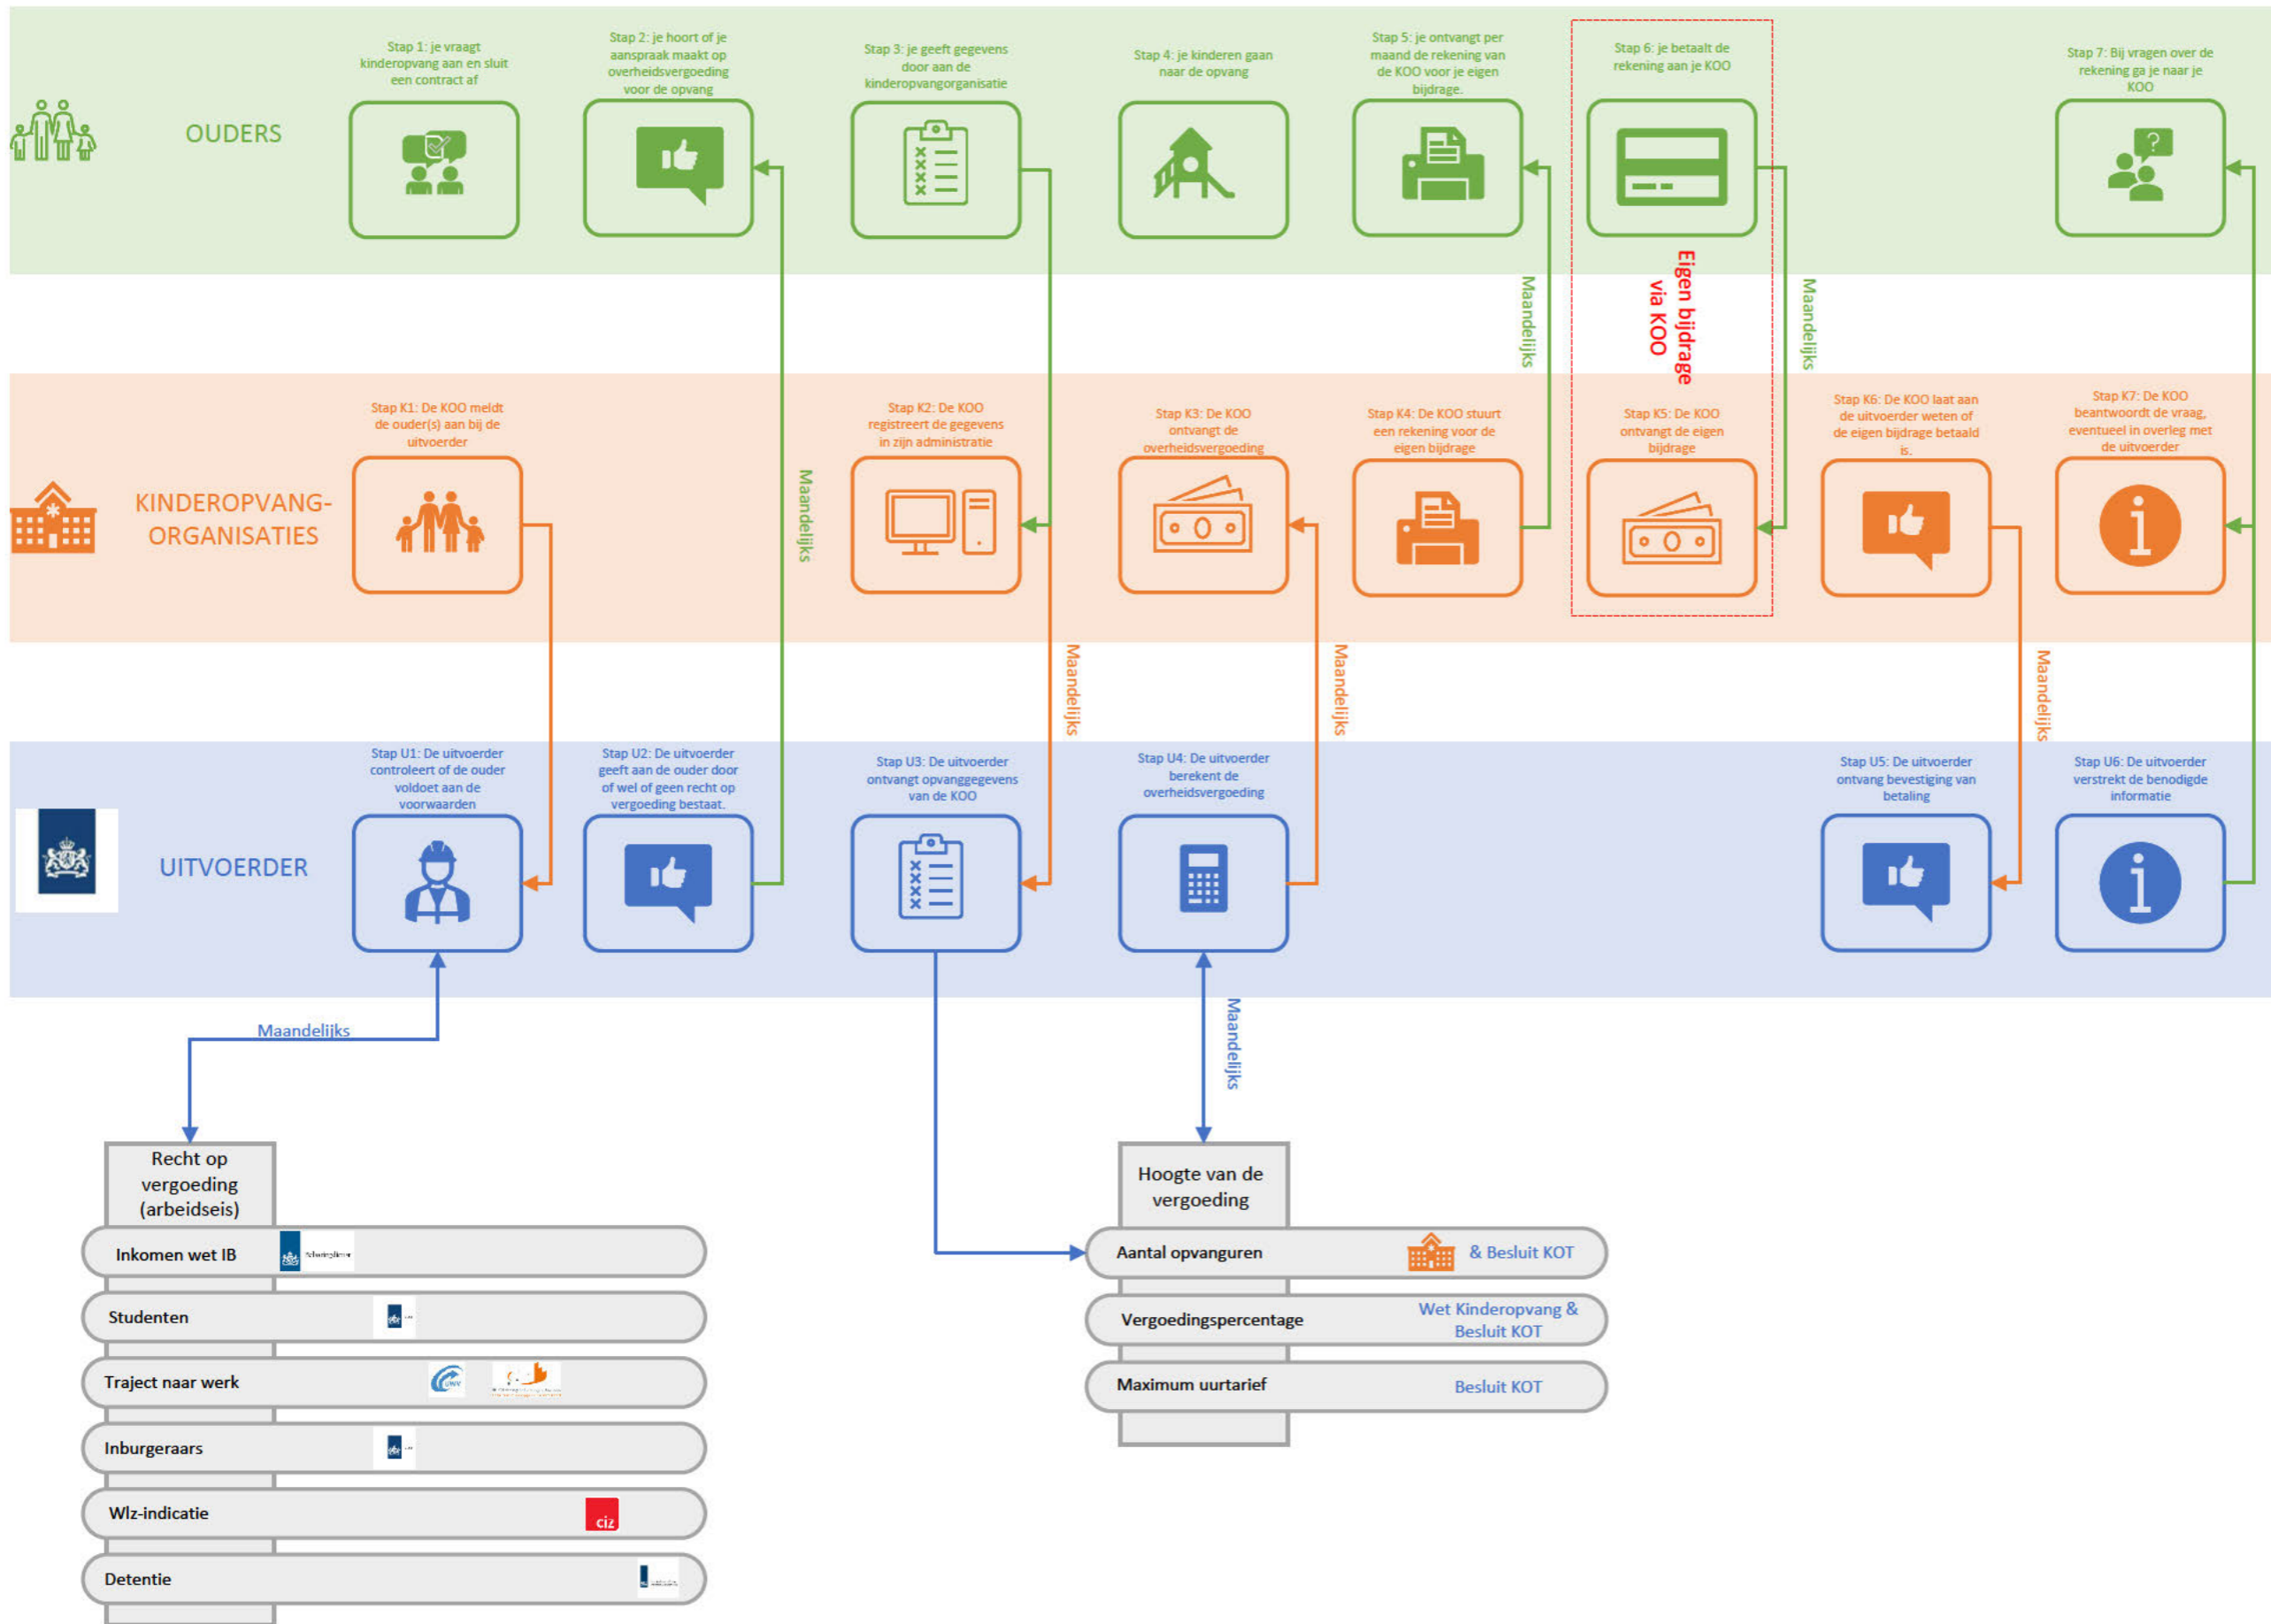 Stap 1: je vraagt
kinderopvang aan en sluit
een contract af
Stap 2: je hoort of je
aanspraak maakt op
overheidsvergoeding
voor de opvang
Stap 3: je geeft gegevens
door aan de
kinderopvangorganisatie
Stap 4: je kinderen gaan
naar de opvang
Stap 5: je ontvangt per
maand de rekening van
de KOO voor je eigen
bijdrage.
Stap 6: je betaalt de
rekening aan je KOO
Stap 7: Bij vragen over de
rekening ga je naar je
KOO
OUDERS
?
Maandelijks
Eigen bijdrage
via KOO
Maandelijks
Maandelijks
Stap K1: De KOO meldt
de ouder(s) aan bij de
uitvoerder
Stap K2: De KOO
registreert de gegevens
in zijn administratie
Stap K3: De KOO
ontvangt de
overheidsvergoeding
Stap K4: De KOO stuurt
een rekening voor de
eigen bijdrage
Stap K5: De KOO
ontvangt de eigen
bijdrage
Stap K6: De KOO laat aan
de uitvoerder weten of
de eigen bijdrage betaald
is.
Stap K7: De KOO
beantwoordt de vraag,
eventueel in overleg met
de uitvoerder
KINDEROPVANG-
ORGANISATIES
i
Maandelijks
Maandelijks
Maandelijks
Stap U1: De uitvoerder
controleert of de ouder
voldoet aan de
voorwaarden
Stap U2: De uitvoerder
geeft aan de ouder door
of wel of geen recht op
vergoeding bestaat.
Stap U3: De uitvoerder
ontvangt opvanggegevens
van de KOO
Stap U4: De uitvoerder
berekent de
overheidsvergoeding
Stap U5: De uitvoerder
ontvang bevestiging van
betaling
Stap U6: De uitvoerder
verstrekt de benodigde
informatie
UITVOERDER
i
Maandelijks
Maandelijks
Recht op
vergoeding
(arbeidseis)
Inkomen wet IB
Studenten
Traject naar werk
UWV
Inburgeraars
Wlz-indicatie
ciz
Detentie
Hoogte van de
vergoeding
Aantal opvanguren
& Besluit KOT
Vergoedingspercentage
Wet Kinderopvang &
Besluit KOT
Maximum uurtarief
Besluit KOT